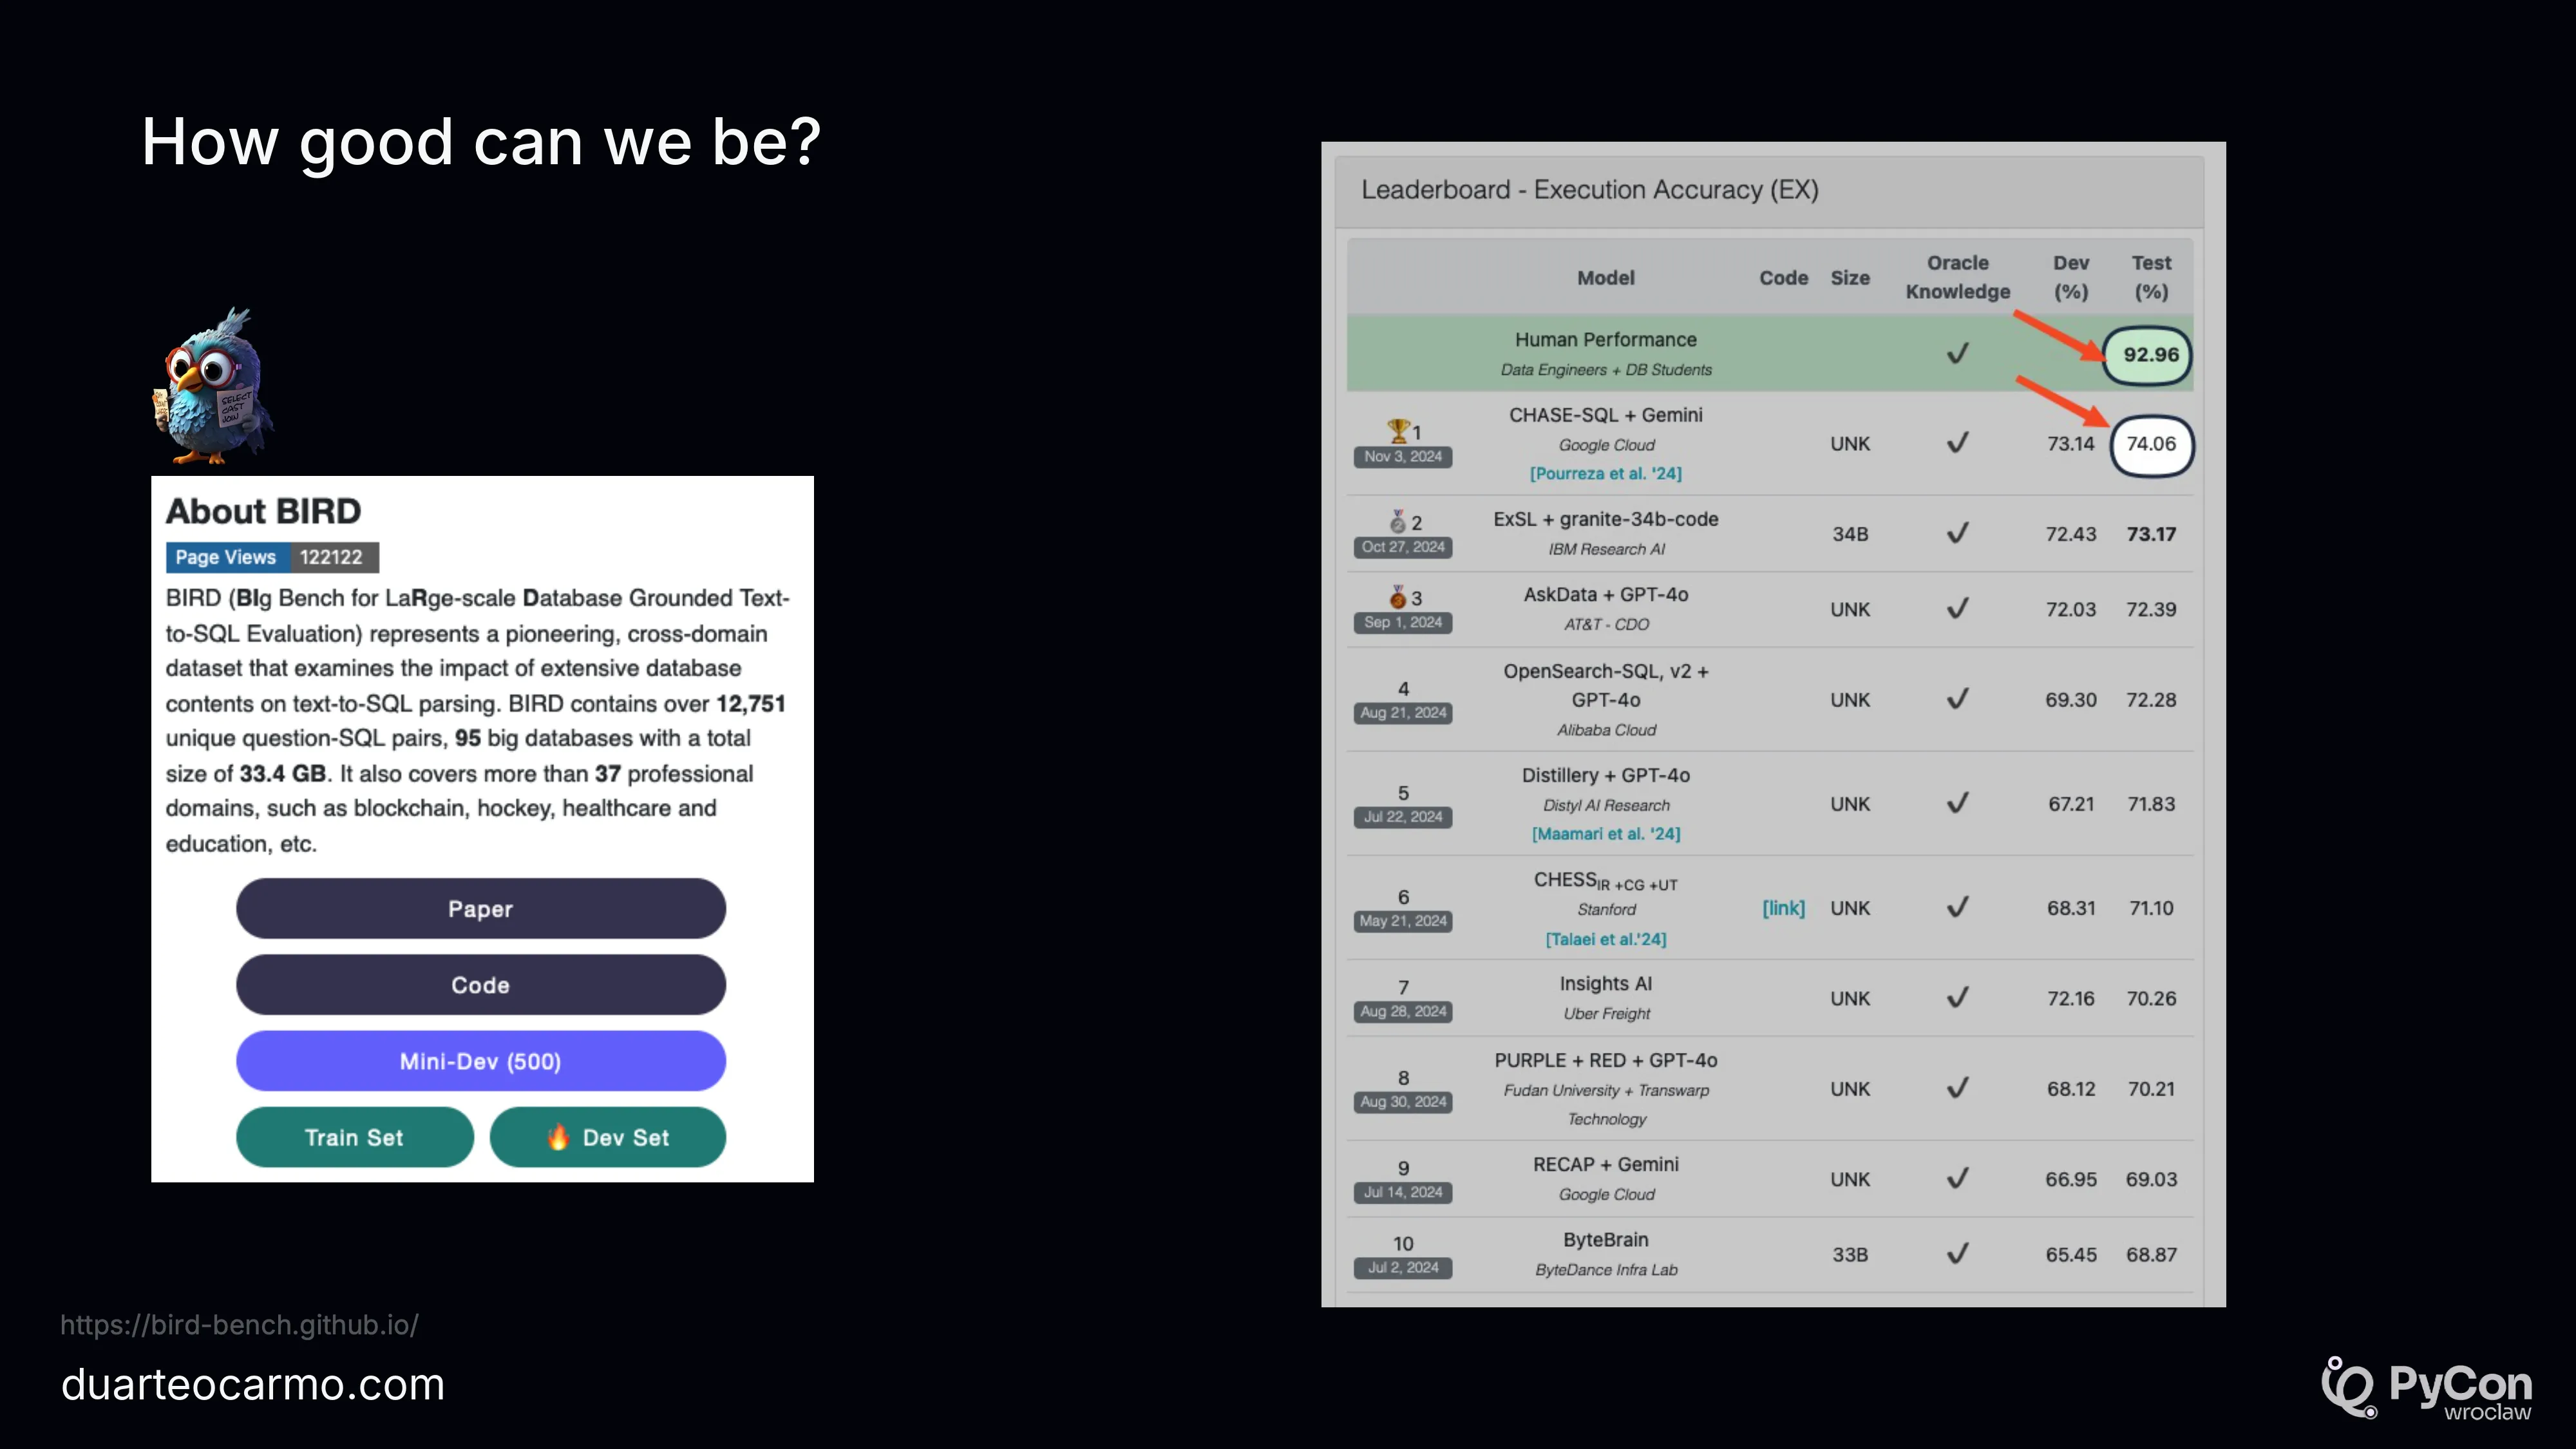 How good can we be?
SELECT
CAST
JOIN
About BIRD
Page Views 122122
BIRD (BIg Bench for LaRge-scale Database Grounded Text-
to-SQL Evaluation) represents a pioneering, cross-domain
dataset that examines the impact of extensive database
contents on text-to-SQL parsing. BIRD contains over 12,751
unique question-SQL pairs, 95 big databases with a total
size of 33.4 GB. It also covers more than 37 professional
domains, such as blockchain, hockey, healthcare and
education, etc.
Paper
Code
Mini-Dev (500)
Train Set
Dev Set
https://bird-bench.github.io/
duarteocarmo.com
Leaderboard - Execution Accuracy (EX)
Model Code Size Oracle Knowledge Dev (%) Test (%)
Human Performance
Data Engineers + DB Students
✓ 92.96
1
Nov 3, 2024
CHASE-SQL + Gemini
Google Cloud
[Pourreza et al. '24]
UNK ✓ 73.14 74.06
2
Oct 27, 2024
ExSL + granite-34b-code
IBM Research AI
34B ✓ 72.43 73.17
3
Sep 1, 2024
AskData + GPT-4o
AT&T - CDO
UNK ✓ 72.03 72.39
4
Aug 21, 2024
OpenSearch-SQL, v2 +
GPT-4o
Alibaba Cloud
UNK ✓ 69.30 72.28
5
Jul 22, 2024
Distillery + GPT-4o
Distyl AI Research
[Maamari et al. '24]
UNK ✓ 67.21 71.83
6
May 21, 2024
CHESSIR +CG +UT
Stanford
[Talaei et al.'24]
[link] UNK ✓ 68.31 71.10
7
Aug 28, 2024
Insights AI
Uber Freight
UNK ✓ 72.16 70.26
8
Aug 30, 2024
PURPLE + RED + GPT-4o
Fudan University + Transwarp
Technology
UNK ✓ 68.12 70.21
9
Jul 14, 2024
RECAP + Gemini
Google Cloud
UNK ✓ 66.95 69.03
10
Jul 2, 2024
ByteBrain
ByteDance Infra Lab
33B ✓ 65.45 68.87
PyCon
wroclaw